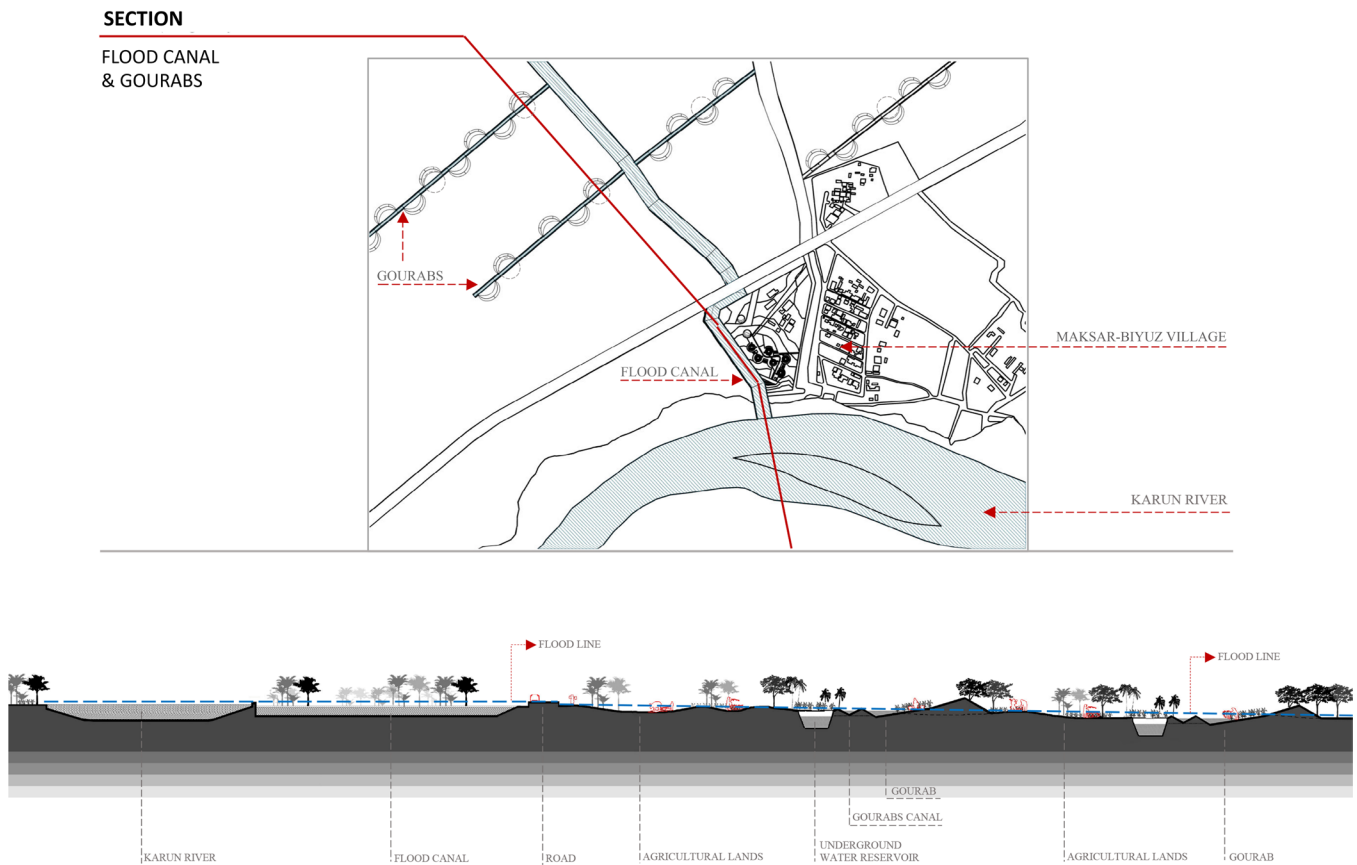 SECTION
FLOOD CANAL
& GOURABS
GOURABS
MAKSAR-BIYUZ VILLAGE
FLOOD CANAL
KARUN RIVER
FLOOD LINE
FLOOD LINE
GOURAB
GOURABS CANAL
KARUN RIVER
FLOOD CANAL
ROAD
AGRICULTURAL LANDS
UNDERGROUND
WATER RESERVOIR
AGRICULTURAL LANDS
GOURAB